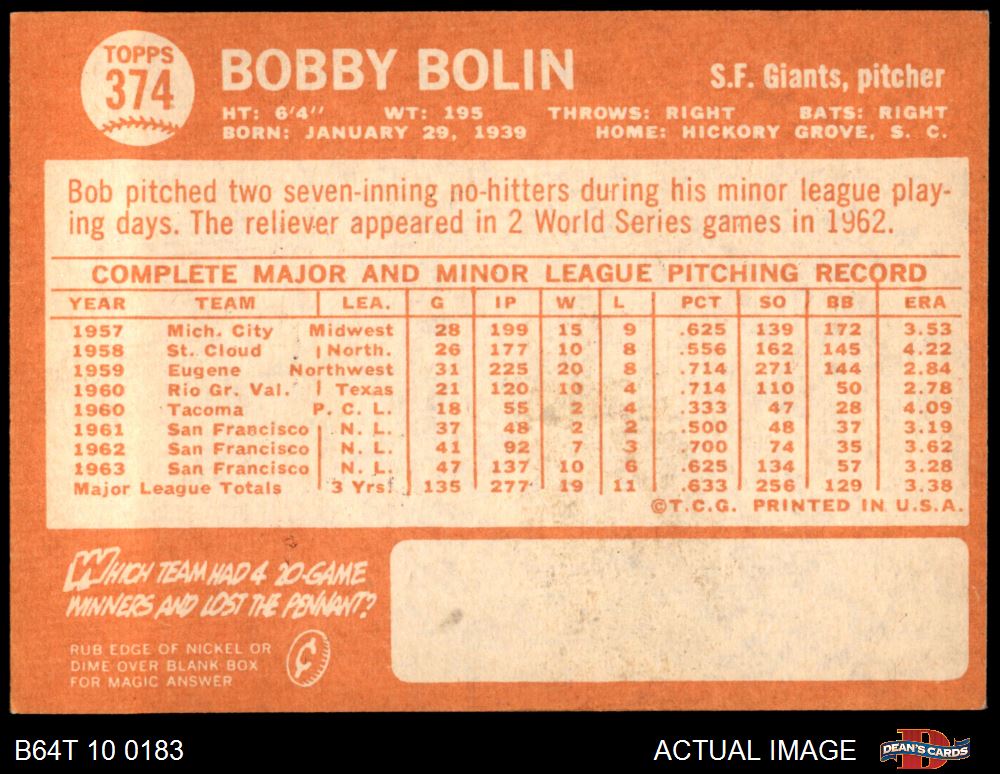 TOPPS
374
BOBBY BOLIN
S.F. Giants, pitcher
HT: 6'4'' WT: 195 THROWS: RIGHT BATS: RIGHT
BORN: JANUARY 29, 1939 HOME: HICKORY GROVE, S. C.
Bob pitched two seven-inning no-hitters during his minor league play-
ing days. The reliever appeared in 2 World Series games in 1962.
COMPLETE MAJOR AND MINOR LEAGUE PITCHING RECORD
YEAR TEAM LEA. G IP W L PCT SO BB ERA
1957 Mich. City Midwest 28 199 15 9 .625 139 172 3.53
1958 St. Cloud North. 26 177 10 8 .556 162 145 4.22
1959 Eugene Northwest 31 225 20 8 .714 271 144 2.84
1960 Rio Gr. Val. Texas 21 120 10 4 .714 110 50 2.78
1960 Tacoma P. C. L. 18 55 2 4 .333 47 28 4.09
1961 San Francisco N. L. 37 48 2 2 .500 48 37 3.19
1962 San Francisco N. L. 41 92 7 3 .700 74 35 3.62
1963 San Francisco N. L. 47 137 10 6 .625 134 57 3.28
Major League Totals 3 Yrs. 135 277 19 11 .633 256 129 3.38
©T.C.G. PRINTED IN U.S.A.
WHICH TEAM HAD 4 20-GAME
WINNERS AND LOST THE PENNANT?
RUB EDGE OF NICKEL OR
DIME OVER BLANK BOX
FOR MAGIC ANSWER
¢
B64T 10 0183 ACTUAL IMAGE
DEAN'S CARDS